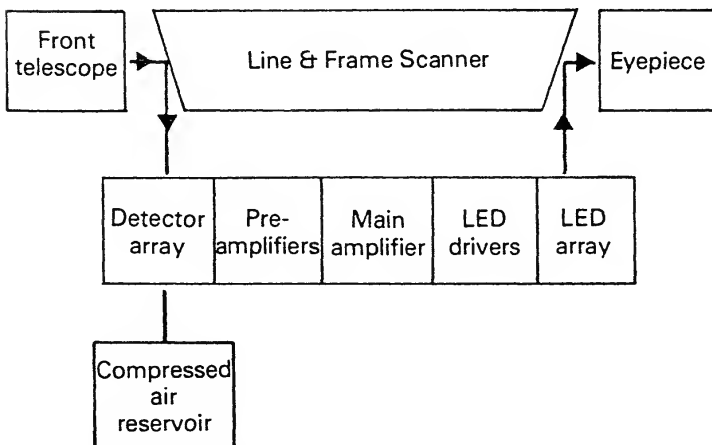 Front
telescope
Line & Frame Scanner
Eyepiece
Detector
array
Pre-
amplifiers
Main
amplifier
LED
drivers
LED
array
Compressed
air
reservoir